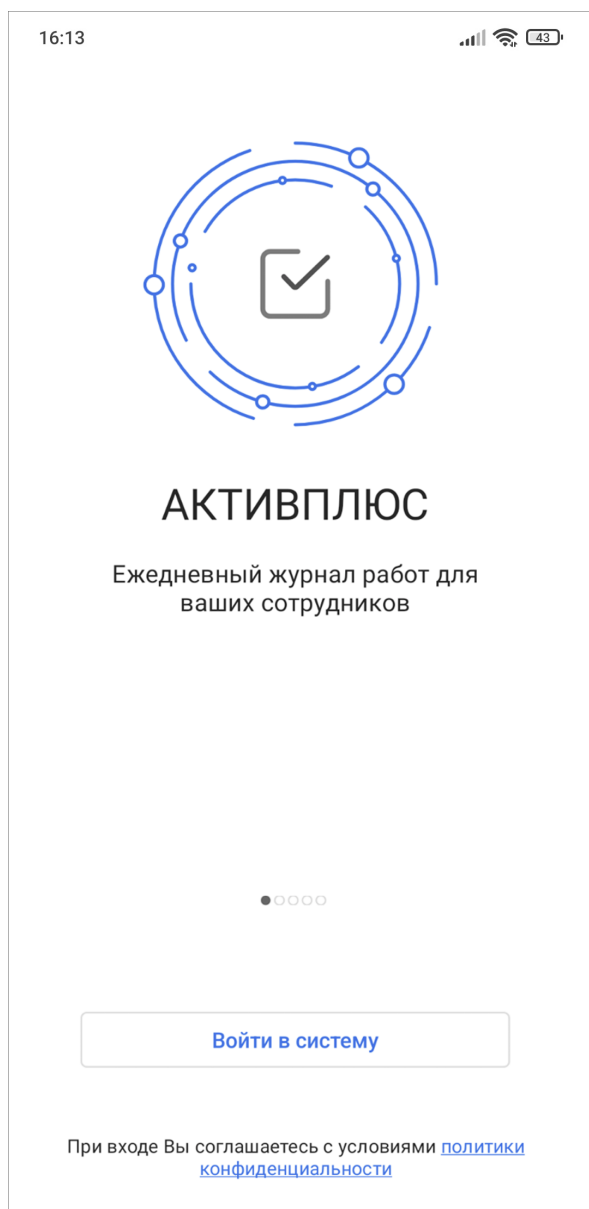 16:13
43
АКТИВПЛЮС
Ежедневный журнал работ для
ваших сотрудников
Войти в систему
При входе Вы соглашаетесь с условиями политики
конфиденциальности